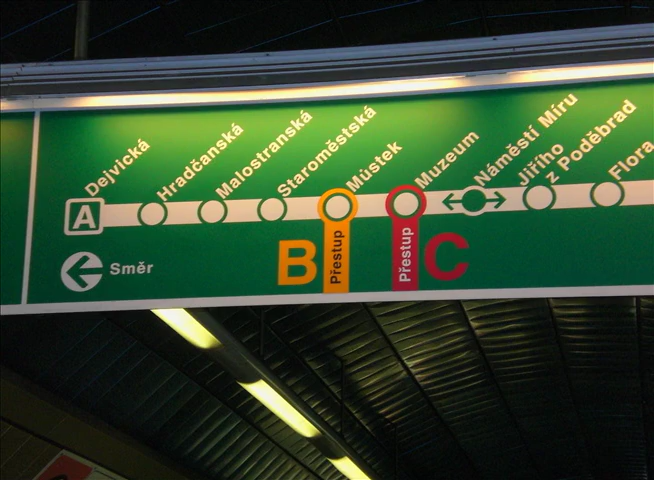 Dejvická
Hradčanská
Malostranská
Staroměstská
Můstek
Muzeum
Náměstí Míru
Jiřího
z Poděbrad
Flora
A
Směr
B
Přestup
Přestup
C